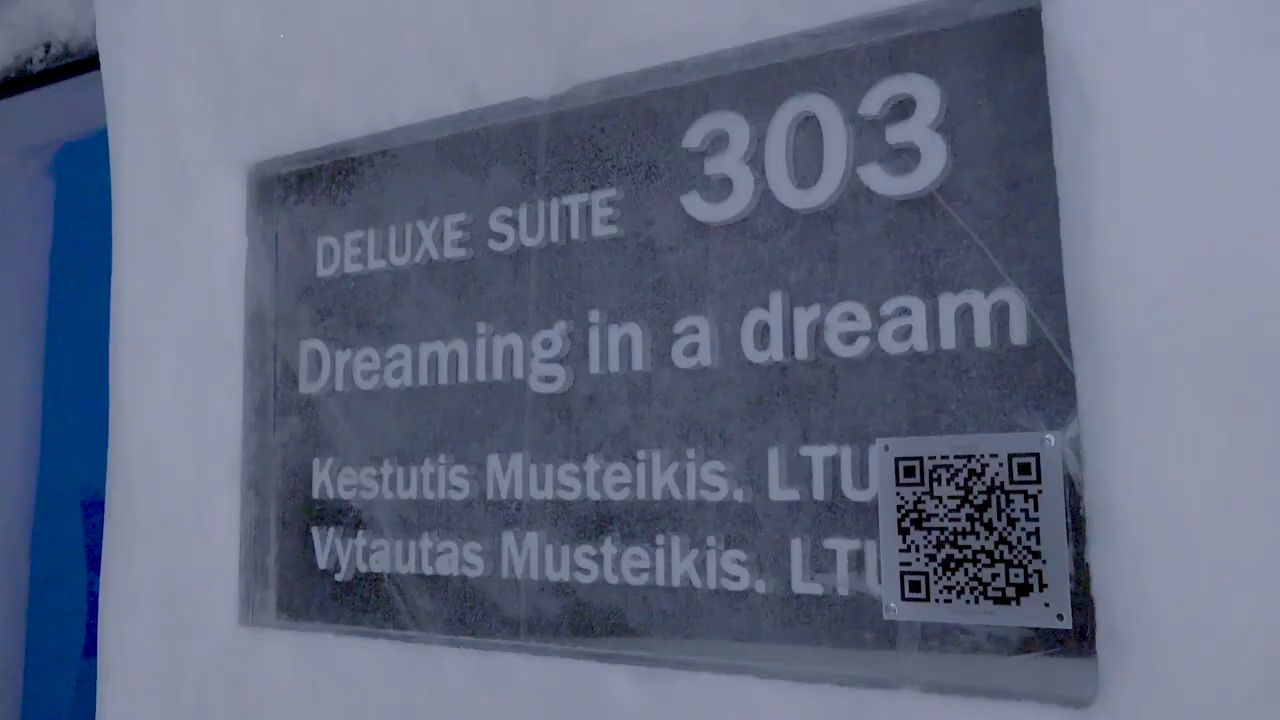 303
DELUXE SUITE
Dreaming in a dream
Kestutis Musteikis. LTU
Vytautas Musteikis. LTU